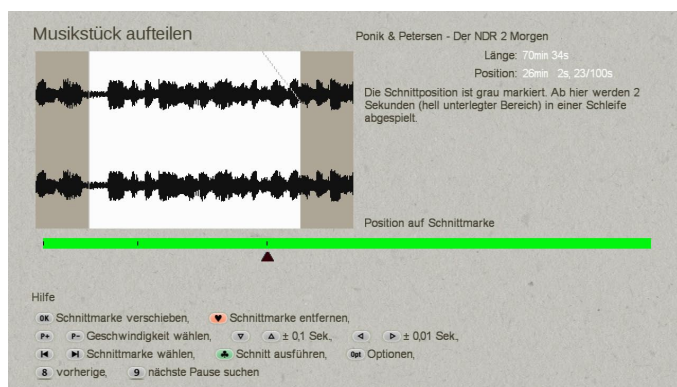 Musikstück aufteilen
Ponik & Petersen - Der NDR 2 Morgen
Länge: 70min 34s
Position: 26min 2s, 23/100s
Die Schnittposition ist grau markiert. Ab hier werden 2
Sekunden (hell unterlegter Bereich) in einer Schleife
abgespielt.
Position auf Schnittmarke
Hilfe
OK Schnittmarke verschieben, ♥ Schnittmarke entfernen,
P+ P- Geschwindigkeit wählen, ▽ △ ± 0,1 Sek., ◁ ▷ ± 0,01 Sek.,
Schnittmarke wählen, ♣ Schnitt ausführen, Opt Optionen,
8 vorherige, 9 nächste Pause suchen